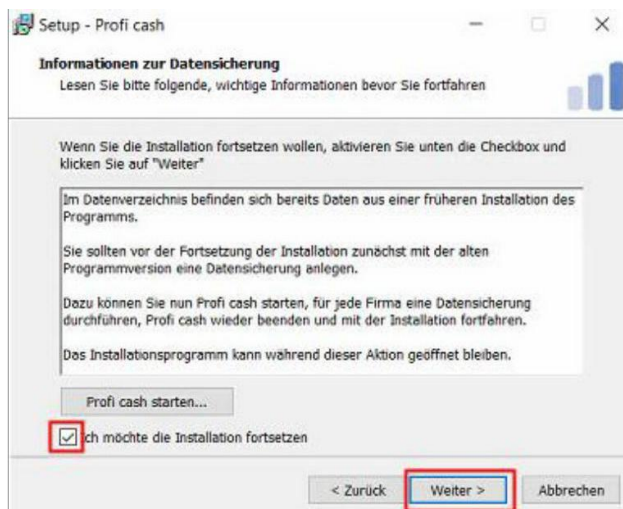 Setup - Profi cash
Informationen zur Datensicherung
Lesen Sie bitte folgende, wichtige Informationen bevor Sie fortfahren
Wenn Sie die Installation fortsetzen wollen, aktivieren Sie unten die Checkbox und
klicken Sie auf "Weiter"
Im Datenverzeichnis befinden sich bereits Daten aus einer früheren Installation des
Programms.
Sie sollten vor der Fortsetzung der Installation zunächst mit der alten
Programmversion eine Datensicherung anlegen.
Dazu können Sie nun Profi cash starten, für jede Firma eine Datensicherung
durchführen, Profi cash wieder beenden und mit der Installation fortfahren.
Das Installationsprogramm kann während dieser Aktion geöffnet bleiben.
Profi cash starten...
Ich möchte die Installation fortsetzen
< Zurück
Weiter >
Abbrechen